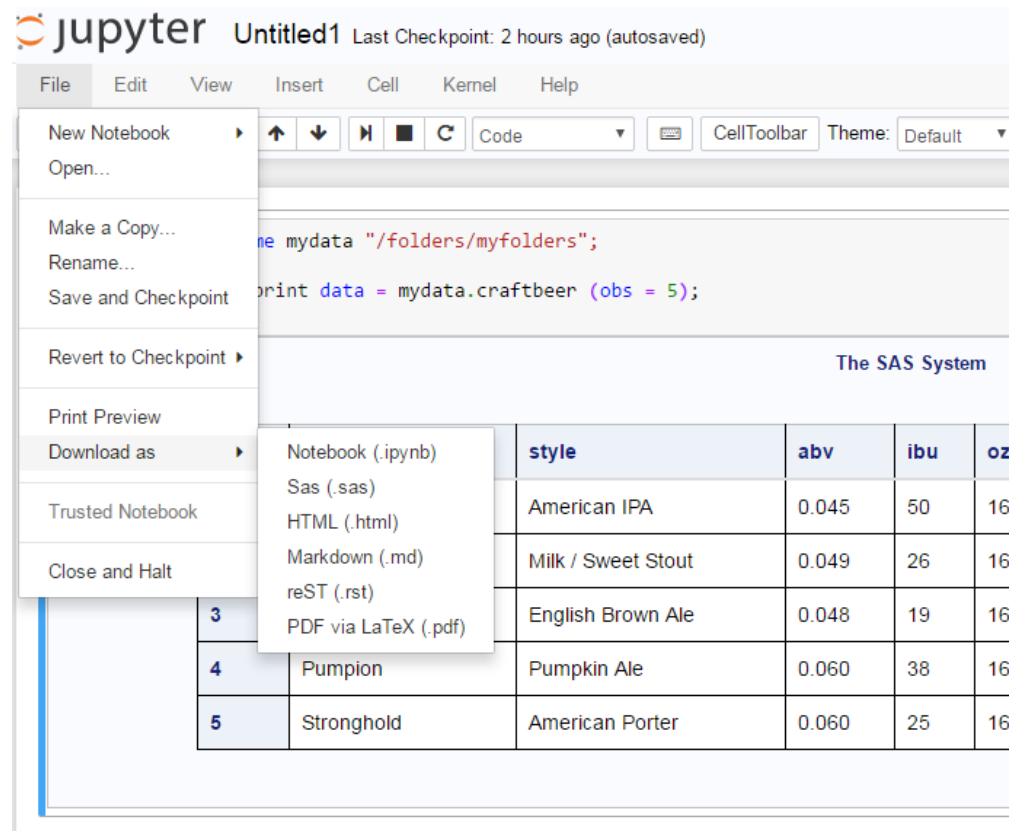 jupyter Untitled1 Last Checkpoint: 2 hours ago (autosaved)
File Edit View Insert Cell Kernel Help
New Notebook
Open...
Make a Copy...
Rename...
Save and Checkpoint
Revert to Checkpoint
Print Preview
Download as
Trusted Notebook
Close and Halt
Notebook (.ipynb)
Sas (.sas)
HTML (.html)
Markdown (.md)
reST (.rst)
PDF via LaTeX (.pdf)
Code CellToolbar Theme: Default
me mydata "/folders/myfolders";
print data = mydata.craftbeer (obs = 5);
The SAS System
style abv ibu oz
American IPA 0.045 50 16
Milk / Sweet Stout 0.049 26 16
3 English Brown Ale 0.048 19 16
4 Pumpion Pumpkin Ale 0.060 38 16
5 Stronghold American Porter 0.060 25 16